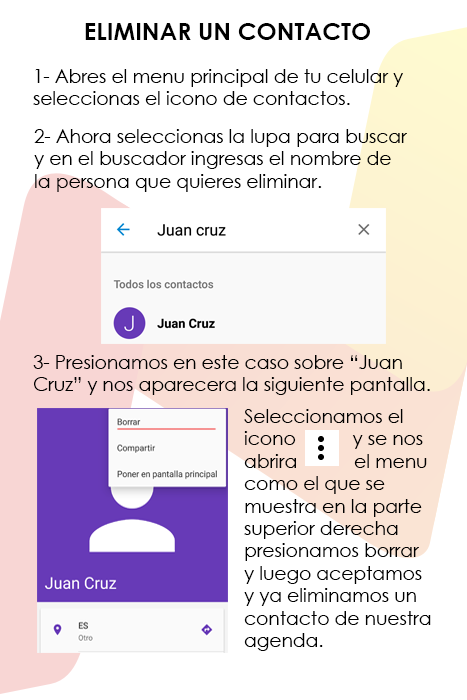 ELIMINAR UN CONTACTO
1- Abres el menu principal de tu celular y
seleccionas el icono de contactos.
2- Ahora seleccionas la lupa para buscar
y en el buscador ingresas el nombre de
la persona que quieres eliminar.
Juan cruz
Todos los contactos
J Juan Cruz
3- Presionamos en este caso sobre “Juan
Cruz” y nos aparecera la siguiente pantalla.
Borrar
Compartir
Poner en pantalla principal
Juan Cruz
ES
Otro
Seleccionamos el
icono y se nos
abrira el menu
como el que se
muestra en la parte
superior derecha
presionamos borrar
y luego aceptamos
y ya eliminamos un
contacto de nuestra
agenda.